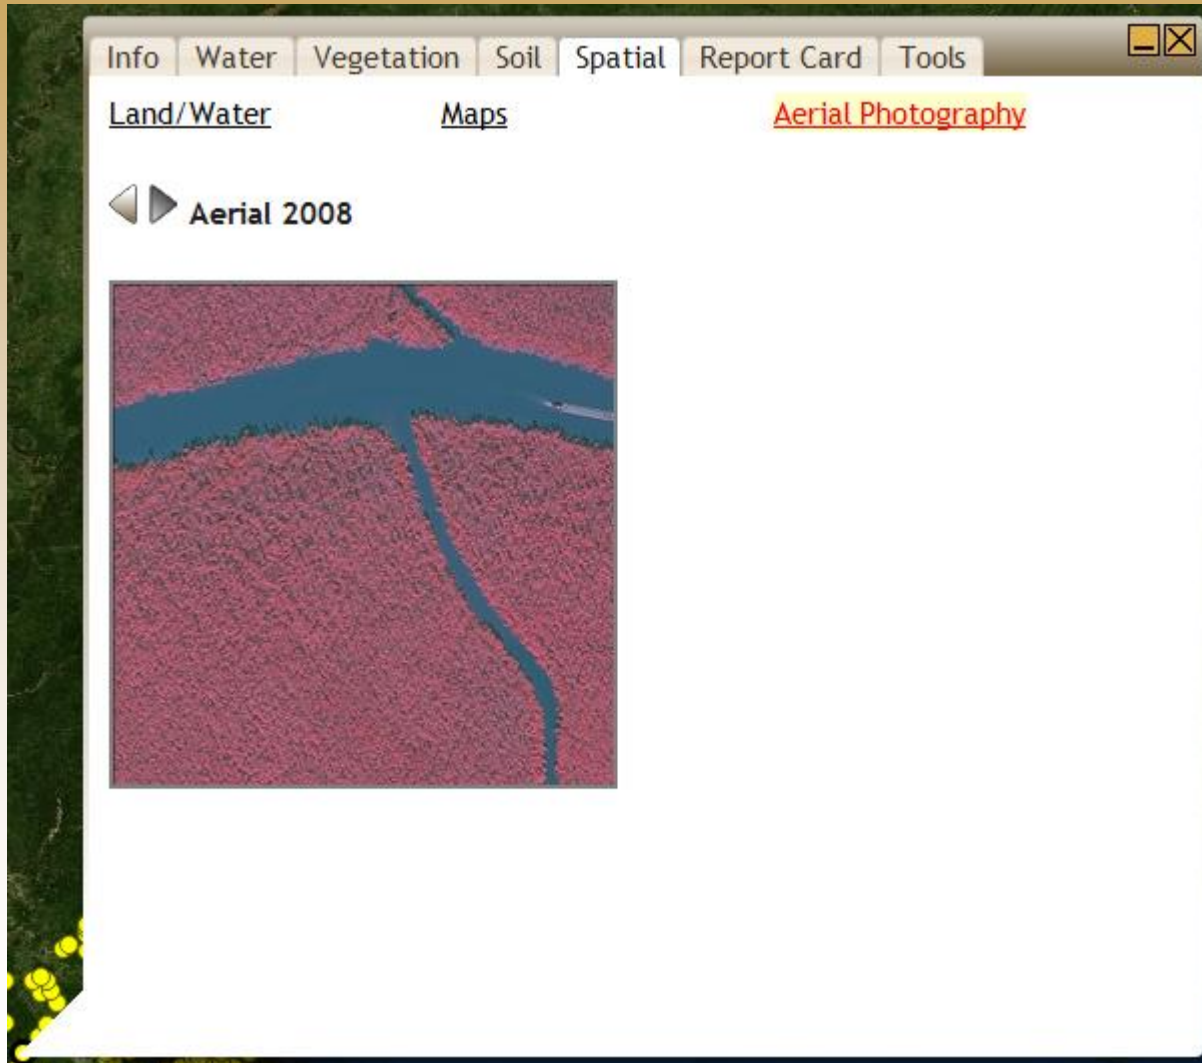 Info Water Vegetation Soil Spatial Report Card Tools
Land/Water Maps Aerial Photography
Aerial 2008